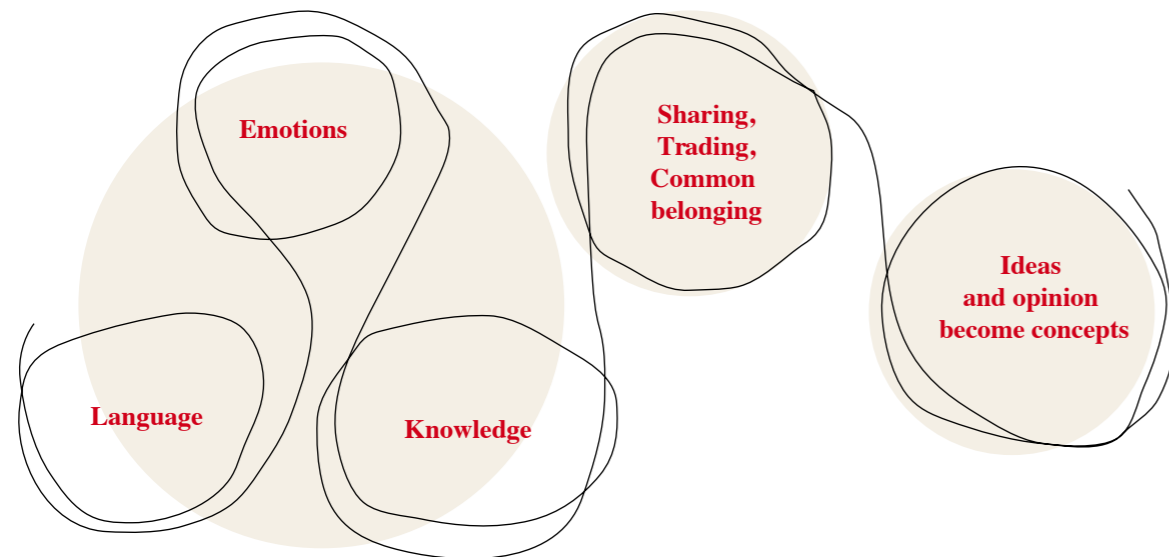 Emotions
Language
Knowledge
Sharing,
Trading,
Common
belonging
Ideas
and opinion
become concepts